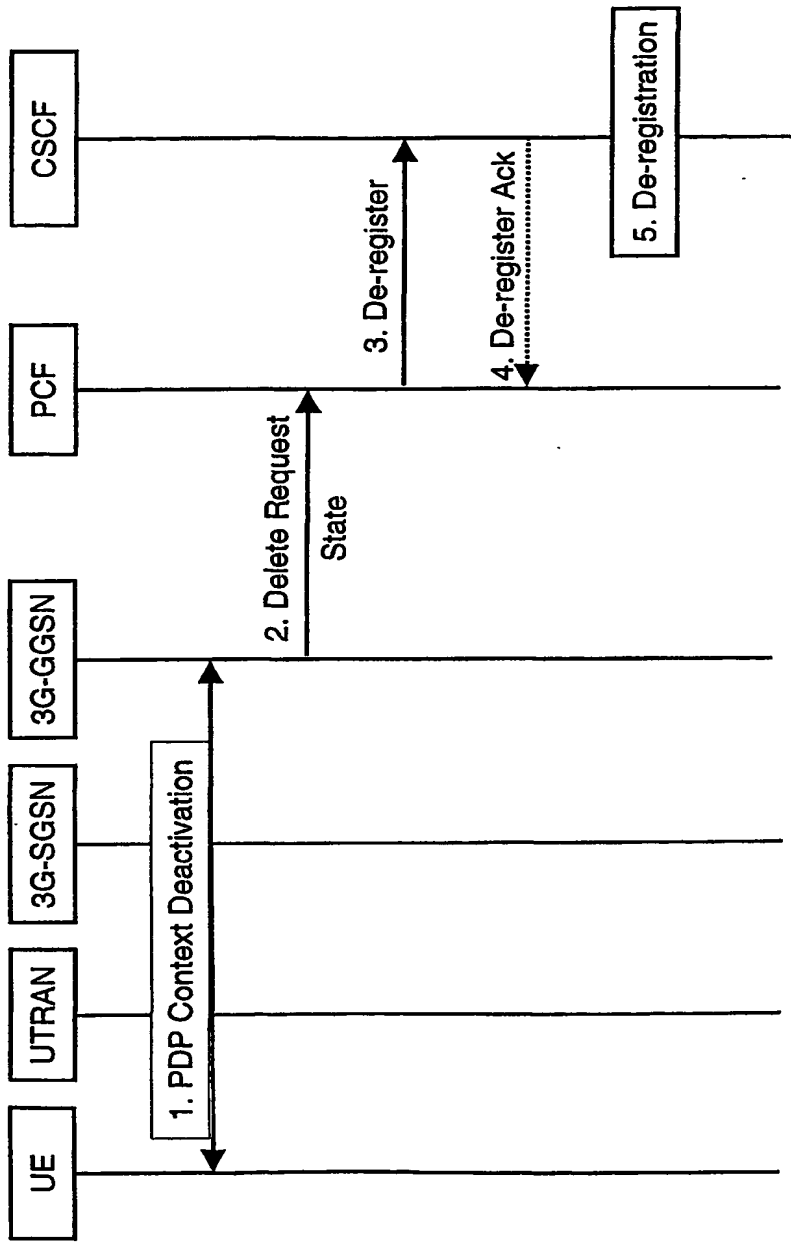 UE
UTRAN
3G-SGSN
3G-GGSN
PCF
CSCF
1. PDP Context Deactivation
2. Delete Request
State
3. De-register
4. De-register Ack
5. De-registration